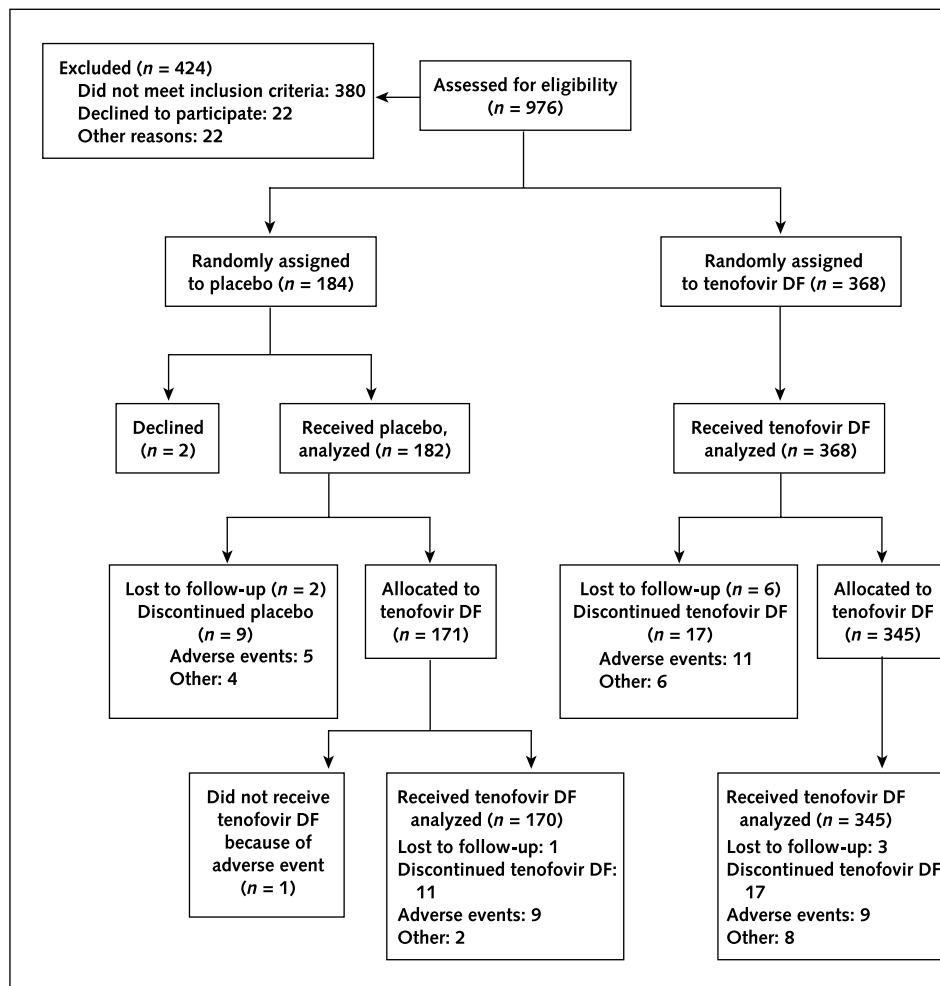 Excluded (n = 424)
Did not meet inclusion criteria: 380
Declined to participate: 22
Other reasons: 22
Assessed for eligibility
(n = 976)
Randomly assigned
to placebo (n = 184)
Randomly assigned
to tenofovir DF (n = 368)
Declined
(n = 2)
Received placebo,
analyzed (n = 182)
Received tenofovir DF
analyzed (n = 368)
Lost to follow-up (n = 2)
Discontinued placebo
(n = 9)
Adverse events: 5
Other: 4
Allocated to
tenofovir DF
(n = 171)
Lost to follow-up (n = 6)
Discontinued tenofovir DF
(n = 17)
Adverse events: 11
Other: 6
Allocated to
tenofovir DF
(n = 345)
Did not receive
tenofovir DF
because of
adverse event
(n = 1)
Received tenofovir DF
analyzed (n = 170)
Lost to follow-up: 1
Discontinued tenofovir DF:
11
Adverse events: 9
Other: 2
Received tenofovir DF
analyzed (n = 345)
Lost to follow-up: 3
Discontinued tenofovir DF
17
Adverse events: 9
Other: 8